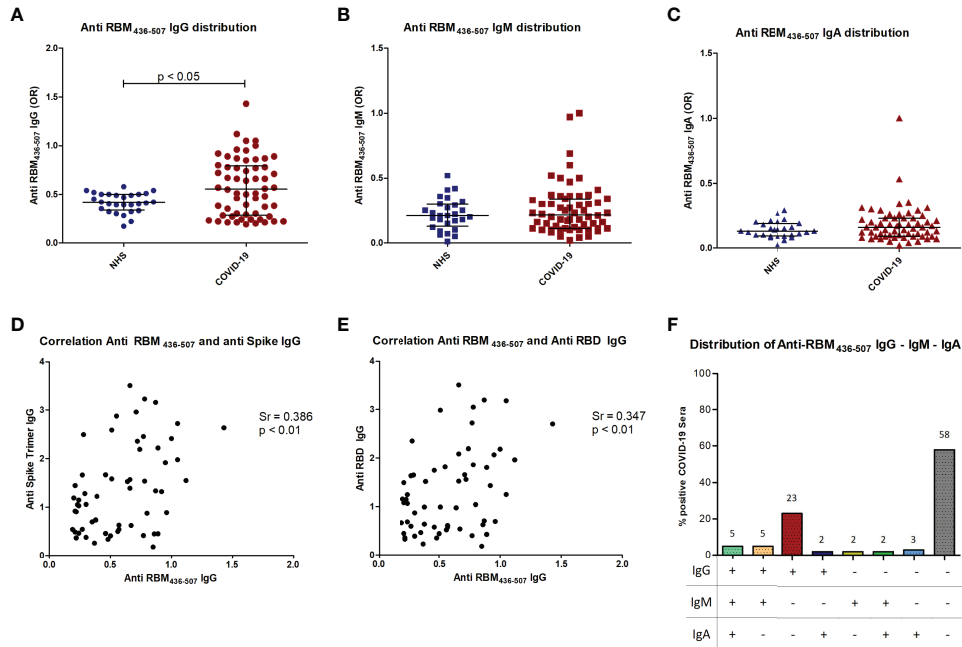 A
Anti RBM436-507 IgG distribution
Anti RBM436-507 IgG (OR)
2.0
1.5
1.0
0.5
0.0
p < 0.05
NHS
COVID-19
B
Anti RBM436-507 IgM distribution
Anti RBM436-507 IgM (OR)
1.5
1.0
0.5
0.0
NHS
COVID-19
C
Anti REM436-507 IgA distribution
Anti RBM436-507 IgA (OR)
1.5
1.0
0.5
0.0
NHS
COVID-19
D
Correlation Anti RBM 436-507 and anti Spike IgG
Anti Spike Trimer IgG
4
3
2
1
0
Sr = 0.386
p < 0.01
0.0 0.5 1.0 1.5 2.0
Anti RBM436-507 IgG
E
Correlation Anti RBM 436-507 and Anti RBD IgG
Anti RBD IgG
4
3
2
1
0
Sr = 0.347
p < 0.01
0.0 0.5 1.0 1.5 2.0
Anti RBM436-507 IgG
F
Distribution of Anti-RBM436-507 IgG - IgM - IgA
% positive COVID-19 Sera
100
80
60
40
20
0
5 5 23 2 2 2 3 58
IgG + + + + - - - -
IgM + + - - + + - -
IgA + - - + - + + -